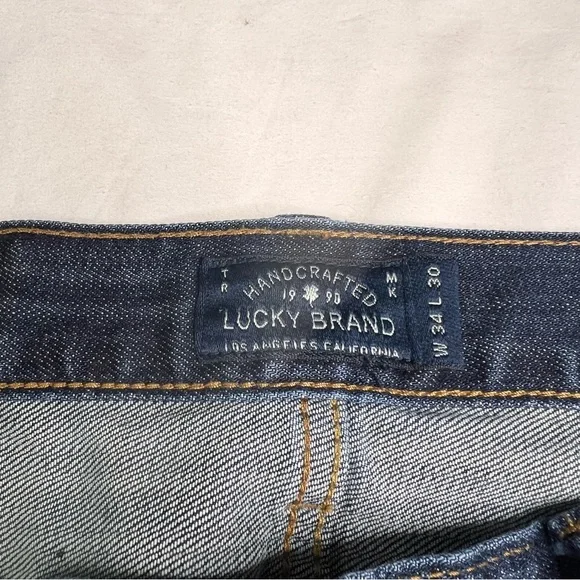 HANDCRAFTED
TR
MK
19 90
LUCKY BRAND
LOS ANGELES CALIFORNIA
W 34 L 30